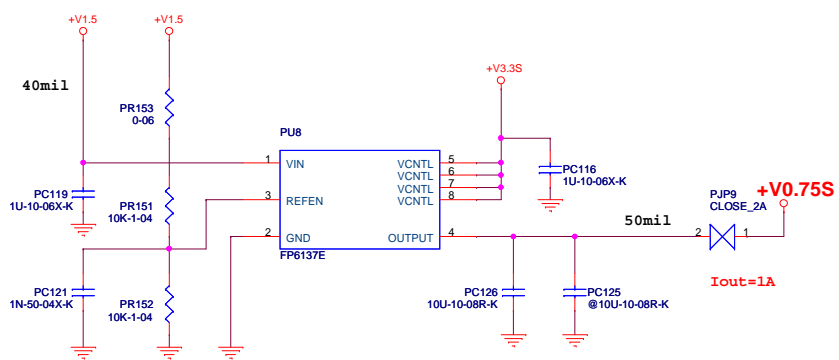 +V1.5
+V1.5
40mil
PR153
0-06
+V3.3S
PU8
1
VIN
VCNTL
5
VCNTL
6
VCNTL
7
VCNTL
8
3
REFEN
2
GND
OUTPUT
4
FP6137E
PC119
1U-10-06X-K
PR151
10K-1-04
PC116
1U-10-06X-K
PC121
1N-50-04X-K
PR152
10K-1-04
50mil
PJP9
CLOSE_2A
2
1
+V0.75S
PC126
10U-10-08R-K
PC125
@10U-10-08R-K
Iout=1A